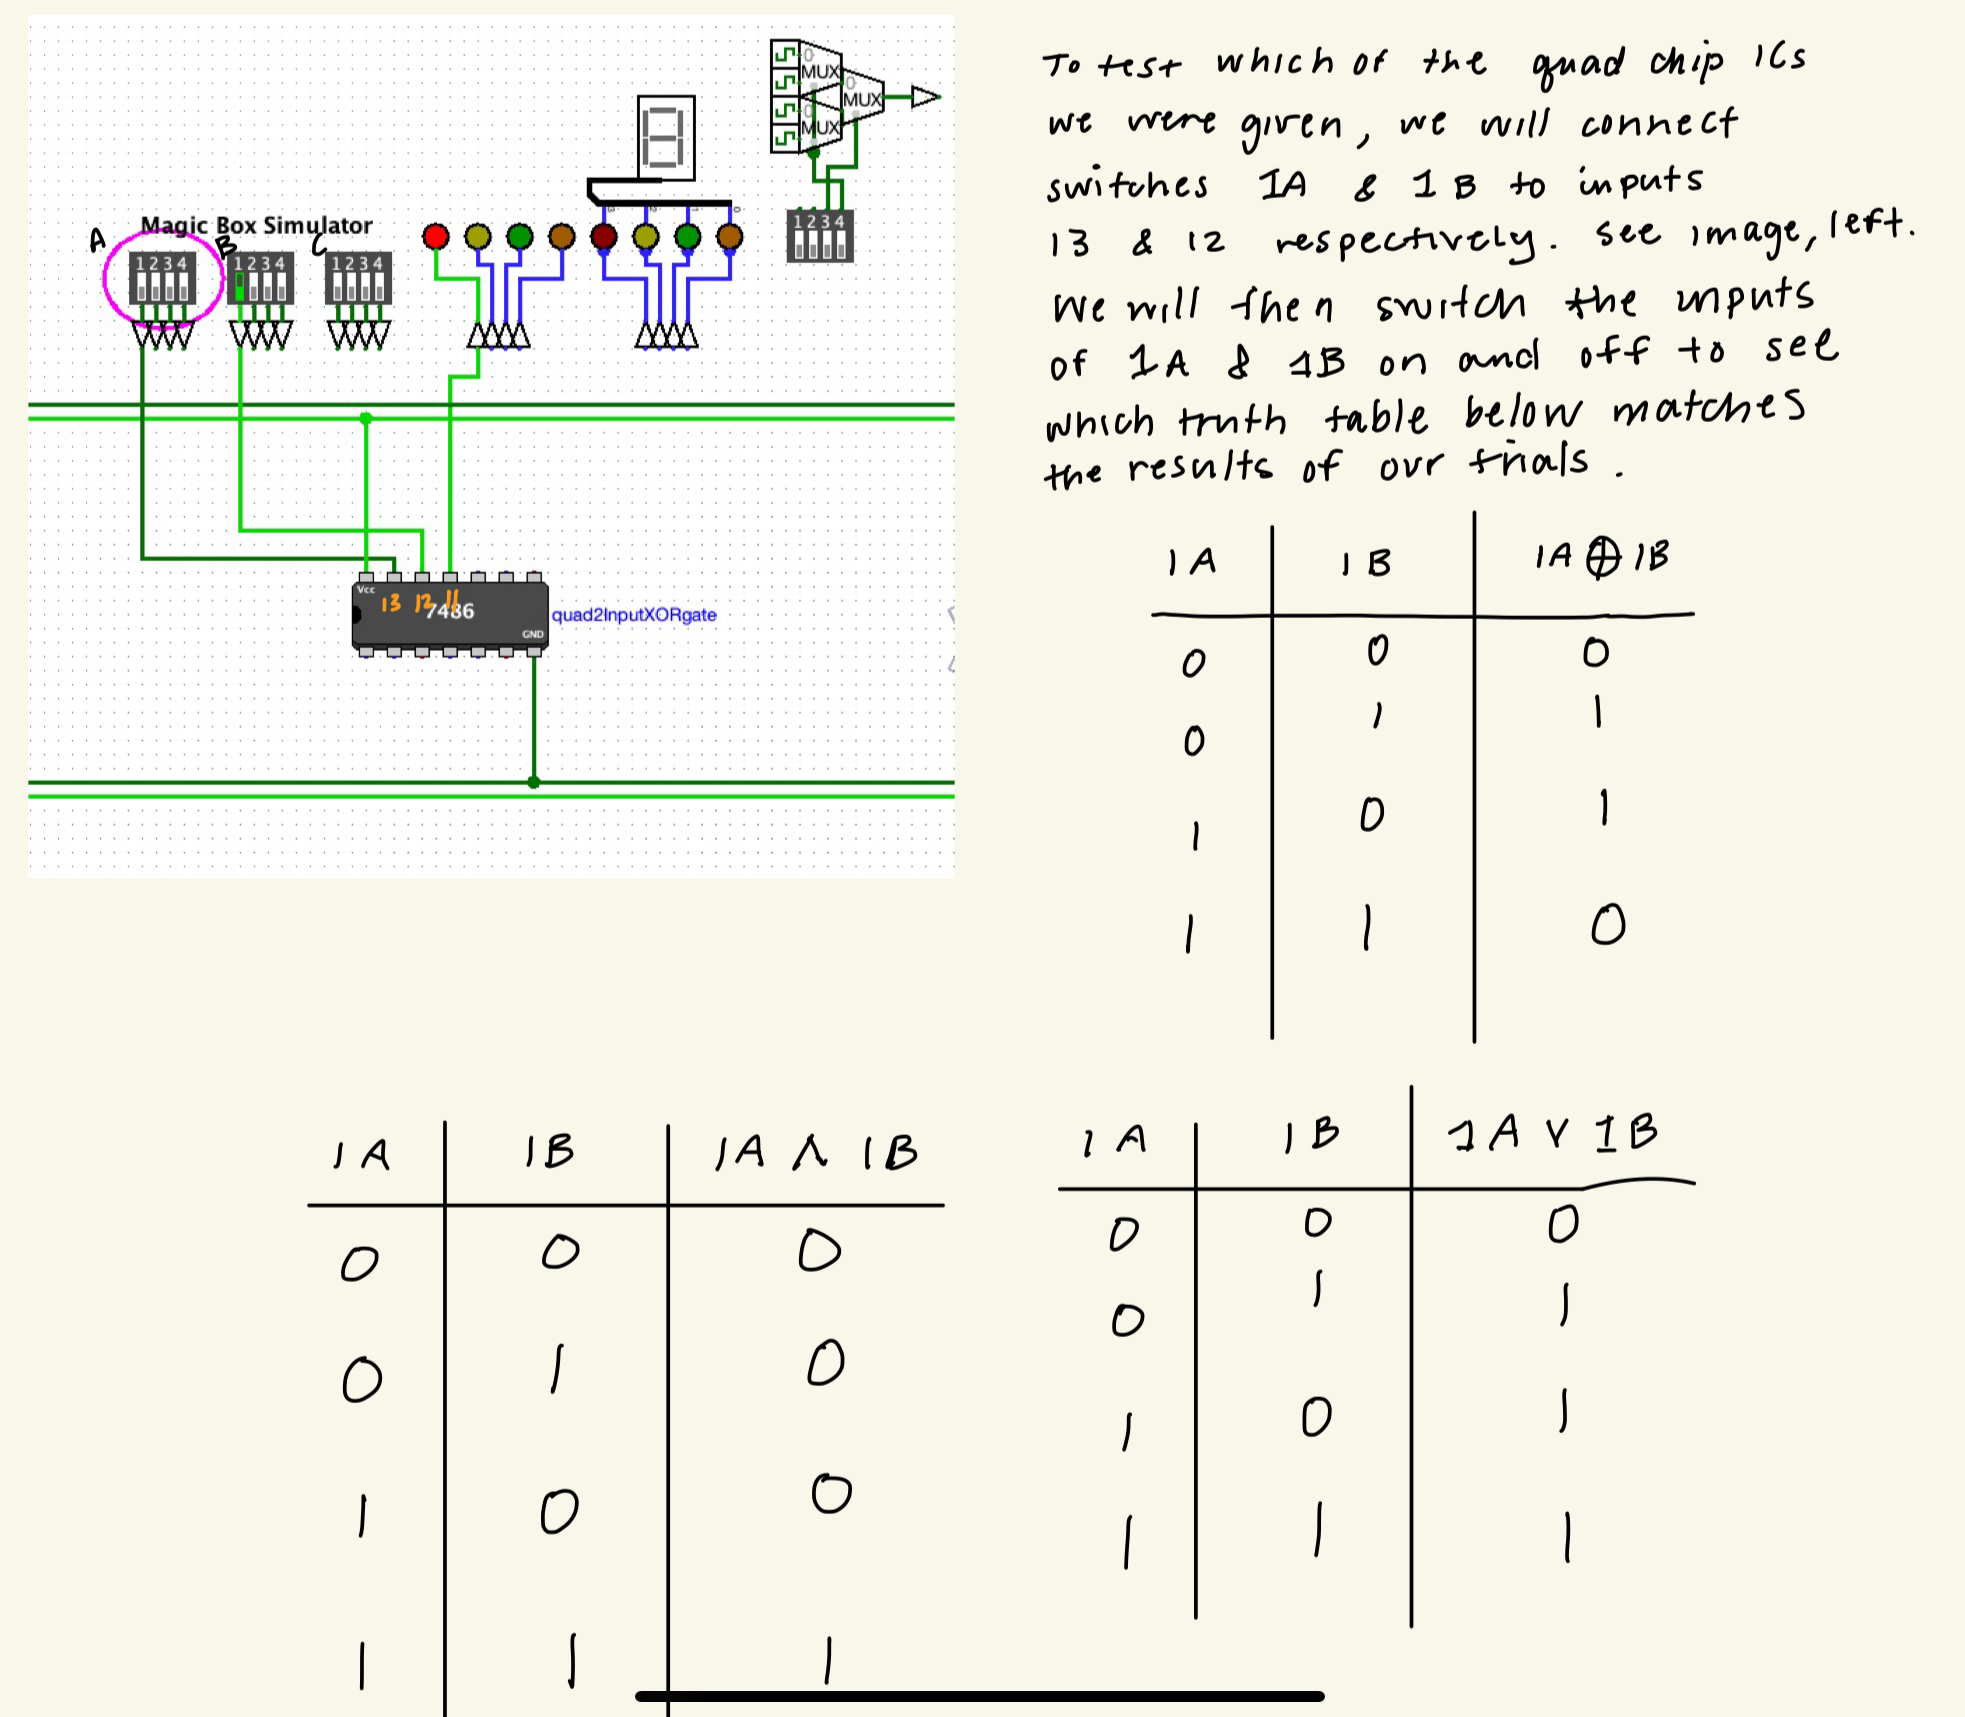 To test which of the quad chip ICs
we were given, we will connect
switches 1A & 1B to inputs
13 & 12 respectively. see image, left.
We will then switch the inputs
of 1A & 1B on and off to see
which truth table below matches
the results of our trials.
MUX
MUX
MUX
0
0
0
1234
3 2 1 0
Magic Box Simulator
A B C
1234 1234 1234
Vcc
13 12 11
7486
GND
quad2InputXORgate
1A 1B 1A ⊕ 1B
0 0 0
0 1 1
1 0 1
1 1 0
1A 1B 1A ∧ 1B
0 0 0
0 1 0
1 0 0
1 1 1
1A 1B 1A ∨ 1B
0 0 0
0 1 1
1 0 1
1 1 1